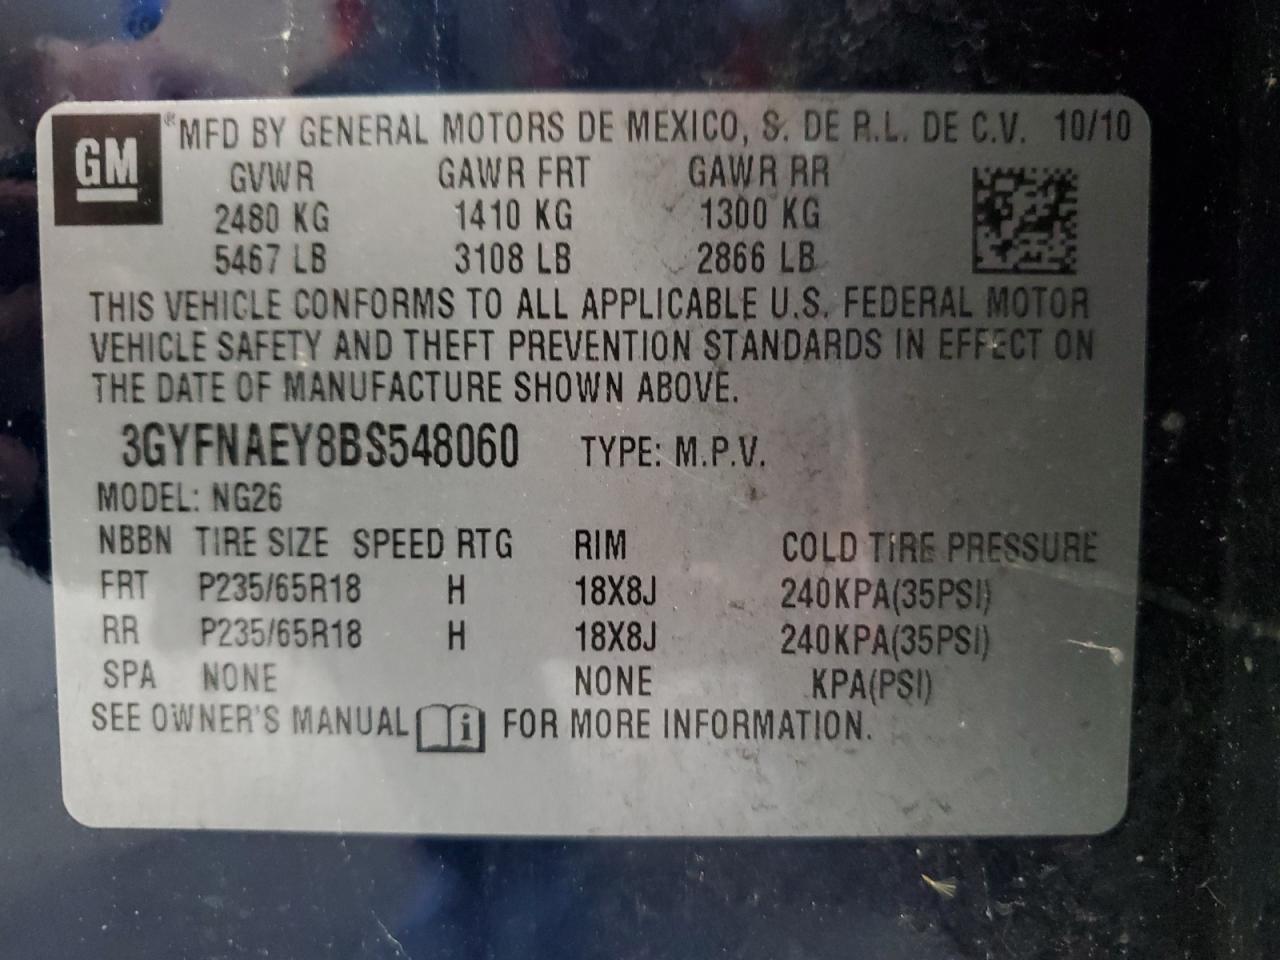 GM ® MFD BY GENERAL MOTORS DE MEXICO, S. DE R.L. DE C.V. 10/10
GVWR GAWR FRT GAWR RR
2480 KG 1410 KG 1300 KG
5467 LB 3108 LB 2866 LB
THIS VEHICLE CONFORMS TO ALL APPLICABLE U.S. FEDERAL MOTOR
VEHICLE SAFETY AND THEFT PREVENTION STANDARDS IN EFFECT ON
THE DATE OF MANUFACTURE SHOWN ABOVE.
3GYFNAEY8BS548060 TYPE: M.P.V.
MODEL: NG26
NBBN TIRE SIZE SPEED RTG RIM COLD TIRE PRESSURE
FRT P235/65R18 H 18X8J 240KPA(35PSI)
RR P235/65R18 H 18X8J 240KPA(35PSI)
SPA NONE NONE KPA(PSI)
SEE OWNER'S MANUAL i FOR MORE INFORMATION.